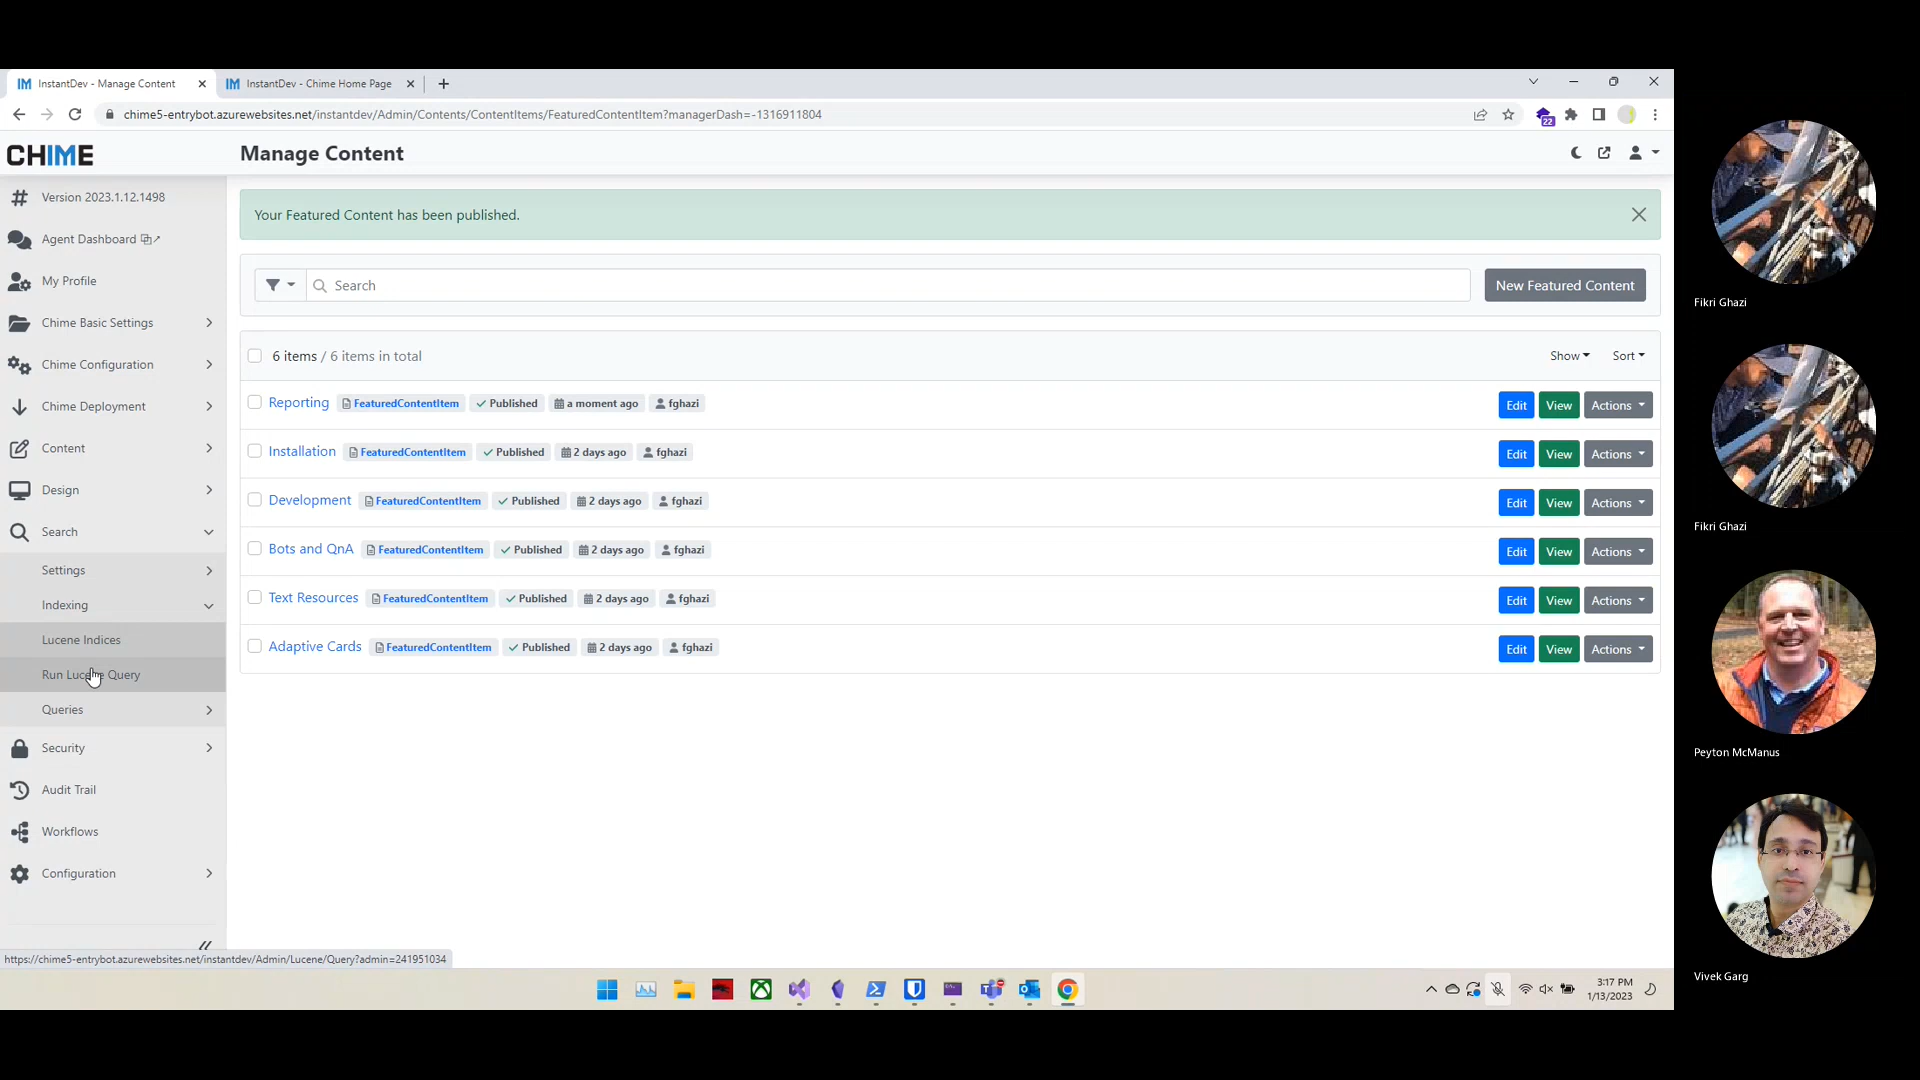 InstantDev - Manage Content
InstantDev - Chime Home Page
chime5-entrybot.azurewebsites.net/instantdev/Admin/Contents/ContentItems/FeaturedContentItem?managerDash=-1316911804
22
CHIME
Manage Content
Version 2023.1.12.1498
Agent Dashboard
My Profile
Chime Basic Settings
Chime Configuration
Chime Deployment
Content
Design
Search
Settings
Indexing
Lucene Indices
Run Lucene Query
Queries
Security
Audit Trail
Workflows
Configuration
https://chime5-entrybot.azurewebsites.net/instantdev/Admin/Lucene/Query?admin=241951034
Your Featured Content has been published.
Search
New Featured Content
6 items / 6 items in total
Show
Sort
Reporting FeaturedContentItem Published a moment ago fghazi Edit View Actions
Installation FeaturedContentItem Published 2 days ago fghazi Edit View Actions
Development FeaturedContentItem Published 2 days ago fghazi Edit View Actions
Bots and QnA FeaturedContentItem Published 2 days ago fghazi Edit View Actions
Text Resources FeaturedContentItem Published 2 days ago fghazi Edit View Actions
Adaptive Cards FeaturedContentItem Published 2 days ago fghazi Edit View Actions
3:17 PM
1/13/2023
Fikri Ghazi
Fikri Ghazi
Peyton McManus
Vivek Garg